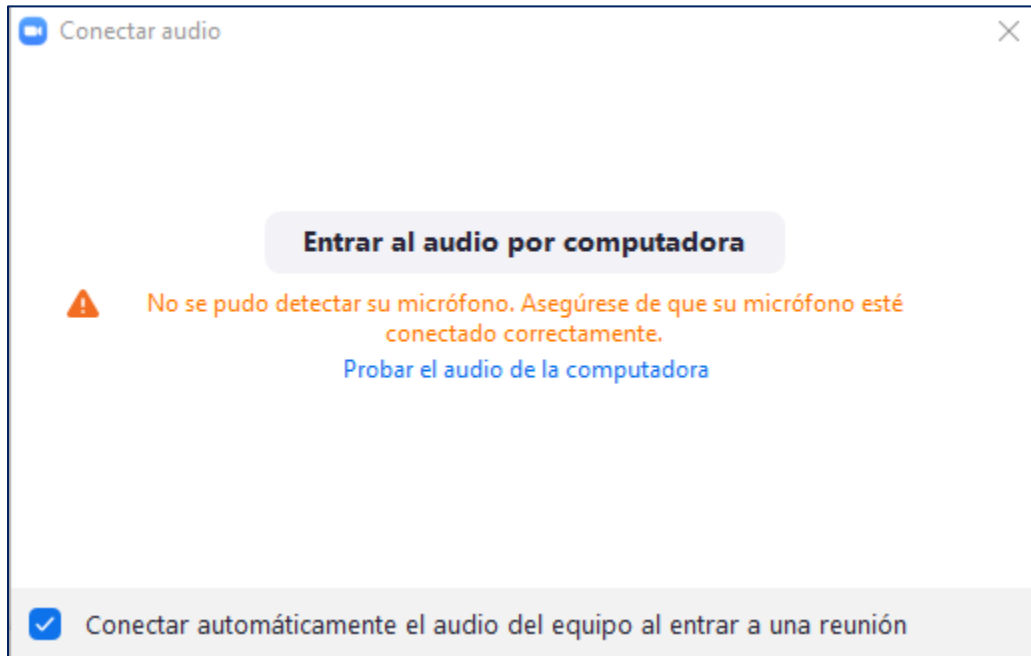 Conectar audio
Entrar al audio por computadora
No se pudo detectar su micrófono. Asegúrese de que su micrófono esté
conectado correctamente.
Probar el audio de la computadora
Conectar automáticamente el audio del equipo al entrar a una reunión